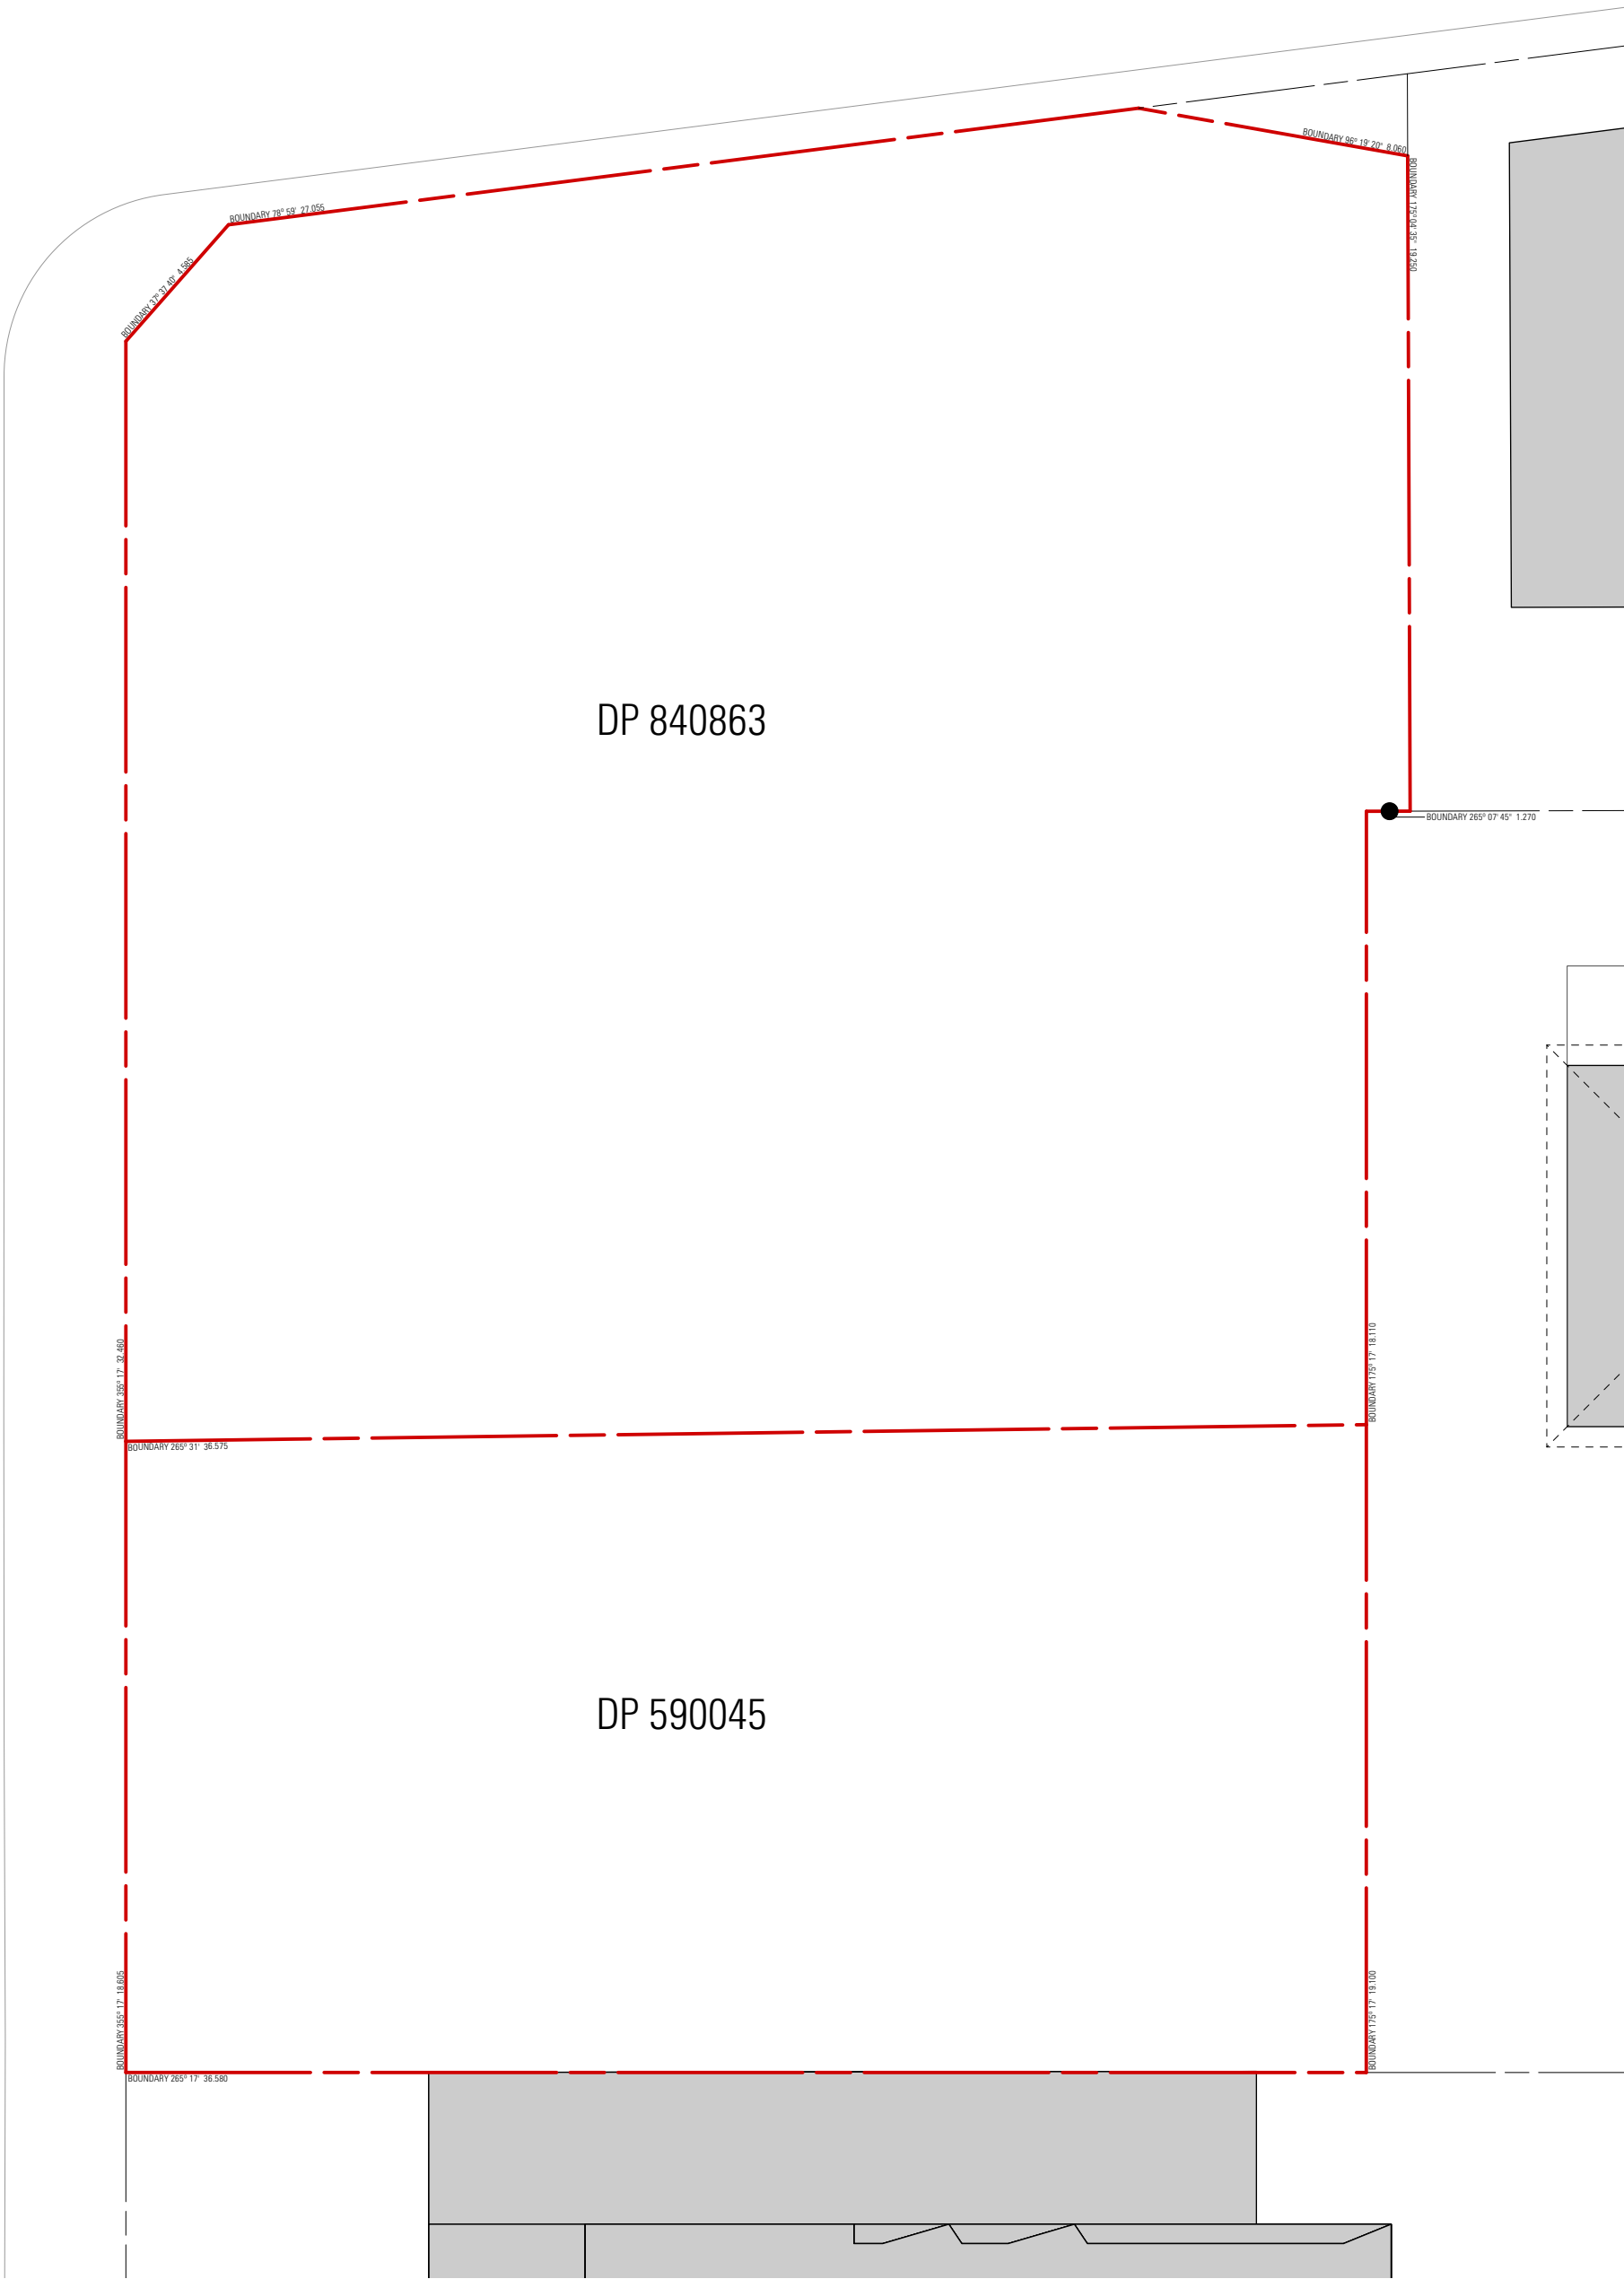 BOUNDARY 96° 19' 20" 8.060
BOUNDARY 175° 04' 35" 19.250
BOUNDARY 78° 59' 27.055
BOUNDARY 37° 37' 40" 4.585
DP 840863
BOUNDARY 265° 07' 45" 1.270
BOUNDARY 355° 17' 32.460
BOUNDARY 175° 17' 18.110
BOUNDARY 265° 31' 36.575
DP 590045
BOUNDARY 355° 17' 18.605
BOUNDARY 175° 17' 19.100
BOUNDARY 265° 17' 36.580